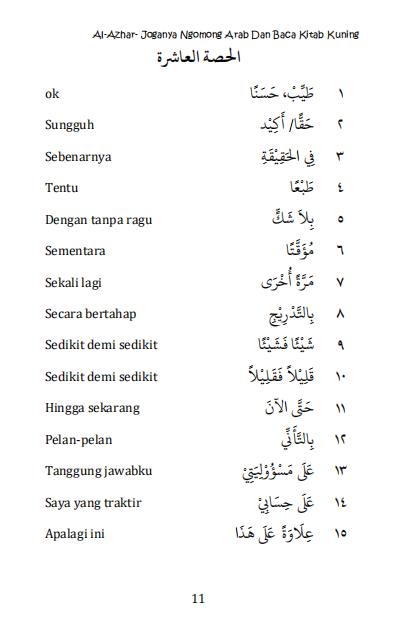 Al-Azhar- Joganya Ngomong Arab Dan Baca Kitab Kuning
الحصة العاشرة
ok طَيِّبْ، حَسَنًا ١
Sungguh حَقًّا/ أَكِيْد ٢
Sebenarnya فِي الحَقِيْقَةِ ٣
Tentu طَبْعًا ٤
Dengan tanpa ragu بِلاَ شَكٍّ ٥
Sementara مُؤَقَّتًا ٦
Sekali lagi مَرَّةً أُخْرَى ٧
Secara bertahap بِالتَّدْرِيْجِ ٨
Sedikit demi sedikit شَيْئًا فَشَيْئًا ٩
Sedikit demi sedikit قَلِيْلاً فَقَلِيْلاً ١٠
Hingga sekarang حَتَّى الآنَ ١١
Pelan-pelan بِالتَّأَنِّي ١٢
Tanggung jawabku عَلَى مَسْؤُوْلِيَتِيْ ١٣
Saya yang traktir عَلَى حِسَابِيْ ١٤
Apalagi ini عِلَاوَةً عَلَى هَذَا ١٥
11